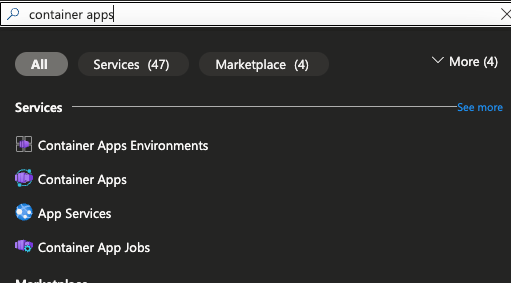 container apps
All Services (47) Marketplace (4) More (4)
Services See more
Container Apps Environments
Container Apps
App Services
Container App Jobs
Marketplace